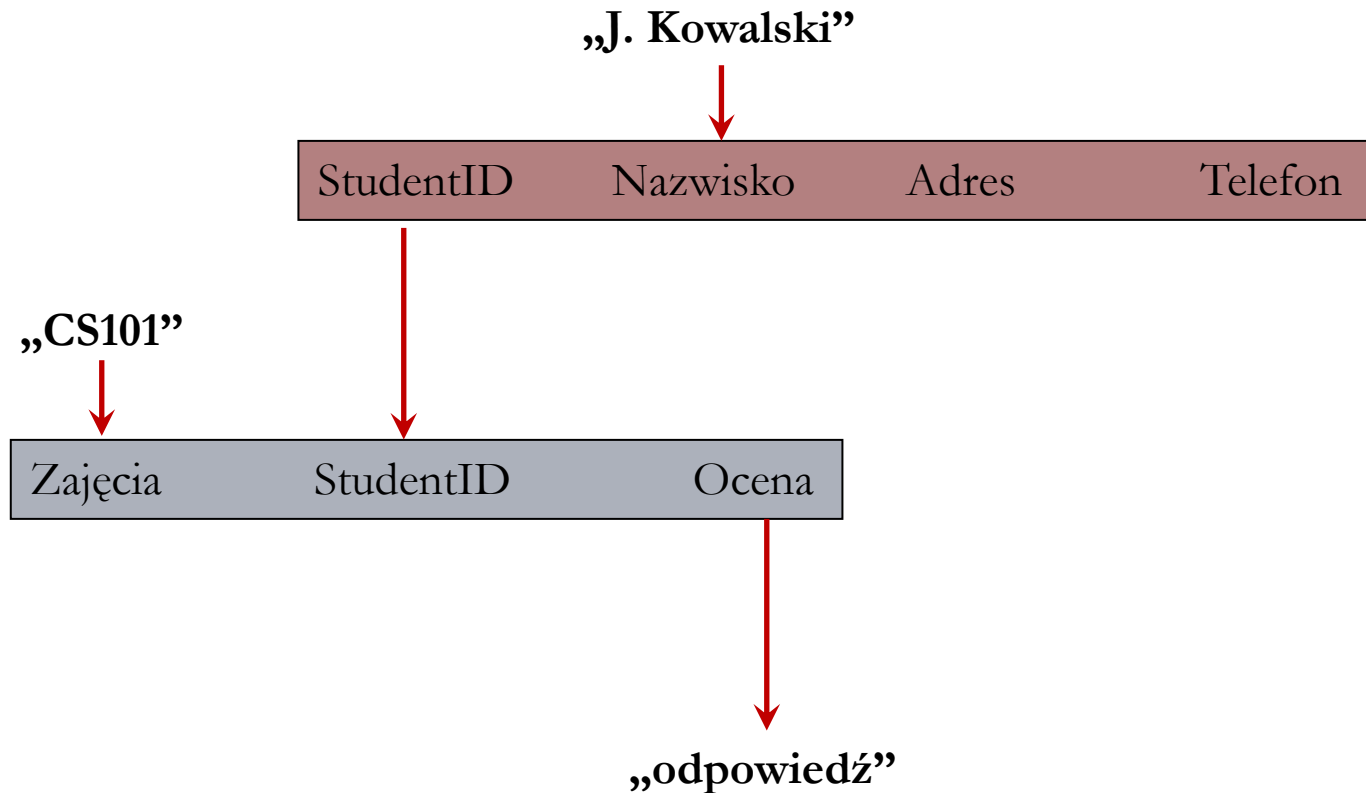 „J. Kowalski”
StudentID Nazwisko Adres Telefon
„CS101”
Zajęcia StudentID Ocena
„odpowiedź”